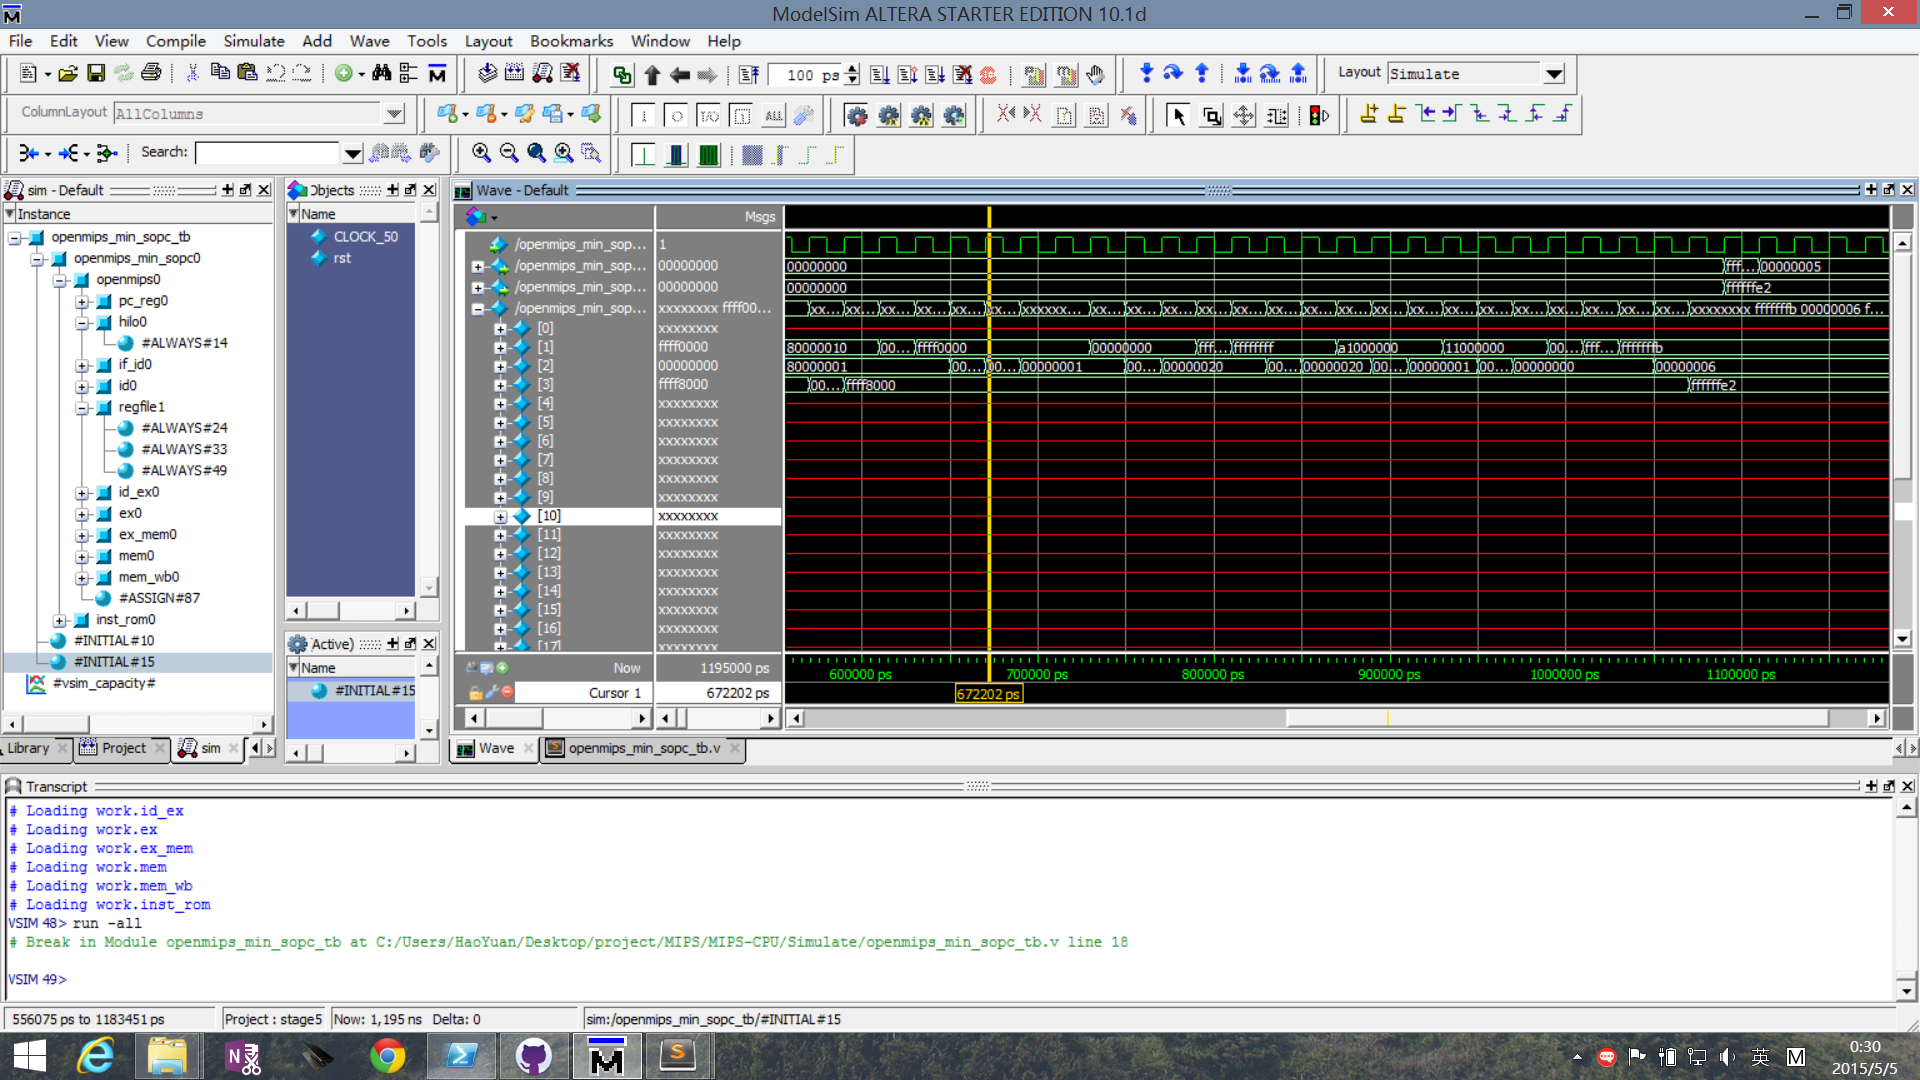 ModelSim ALTERA STARTER EDITION 10.1d
File Edit View Compile Simulate Add Wave Tools Layout Bookmarks Window Help
100 ps
Layout Simulate
ColumnLayout AllColumns
ALL
Search:
sim - Default
Instance
openmips_min_sopc_tb
openmips_min_sopc0
openmips0
pc_reg0
hilo0
#ALWAYS#14
if_id0
id0
regfile1
#ALWAYS#24
#ALWAYS#33
#ALWAYS#49
id_ex0
ex0
ex_mem0
mem0
mem_wb0
#ASSIGN#87
inst_rom0
#INITIAL#10
#INITIAL#15
#vsim_capacity#
Library Project sim
Objects
Name
CLOCK_50
rst
Active)
Name
#INITIAL#15
Wave - Default
Msgs
/openmips_min_sop... 1
/openmips_min_sop... 00000000 00000000 fff... 00000005
/openmips_min_sop... 00000000 00000000 ffffffe2
/openmips_min_sop... xxxxxxxx ffff00... xx... xx... xx... xx... xx... xx... xxxxxx... xx... xx... xx... xx... xx... xx... xx... xx... xx... xx... xx... xx... xx... xx... xx... xx... xxxxxxxx fffffffb 00000006 f...
[0] xxxxxxxx
[1] ffff0000 80000010 00... ffff0000 00000000 fff... ffffffff a1000000 11000000 00... fff... fffffffb
[2] 00000000 80000001 00... 00... 00000001 00... 00000020 00... 00000020 00... 00000001 00... 00000000 00000006
[3] ffff8000 00... ffff8000 ffffffe2
[4] xxxxxxxx
[5] xxxxxxxx
[6] xxxxxxxx
[7] xxxxxxxx
[8] xxxxxxxx
[9] xxxxxxxx
[10] xxxxxxxx
[11] xxxxxxxx
[12] xxxxxxxx
[13] xxxxxxxx
[14] xxxxxxxx
[15] xxxxxxxx
[16] xxxxxxxx
[17] xxxxxxxx
Now 1195000 ps 600000 ps 700000 ps 800000 ps 900000 ps 1000000 ps 1100000 ps
Cursor 1 672202 ps 672202 ps
Wave openmips_min_sopc_tb.v
Transcript
# Loading work.id_ex
# Loading work.ex
# Loading work.ex_mem
# Loading work.mem
# Loading work.mem_wb
# Loading work.inst_rom
VSIM 48> run -all
# Break in Module openmips_min_sopc_tb at C:/Users/HaoYuan/Desktop/project/MIPS/MIPS-CPU/Simulate/openmips_min_sopc_tb.v line 18
VSIM 49>
556075 ps to 1183451 ps Project : stage5 Now: 1,195 ns Delta: 0 sim:/openmips_min_sopc_tb/#INITIAL#15
英 M
0:30
2015/5/5